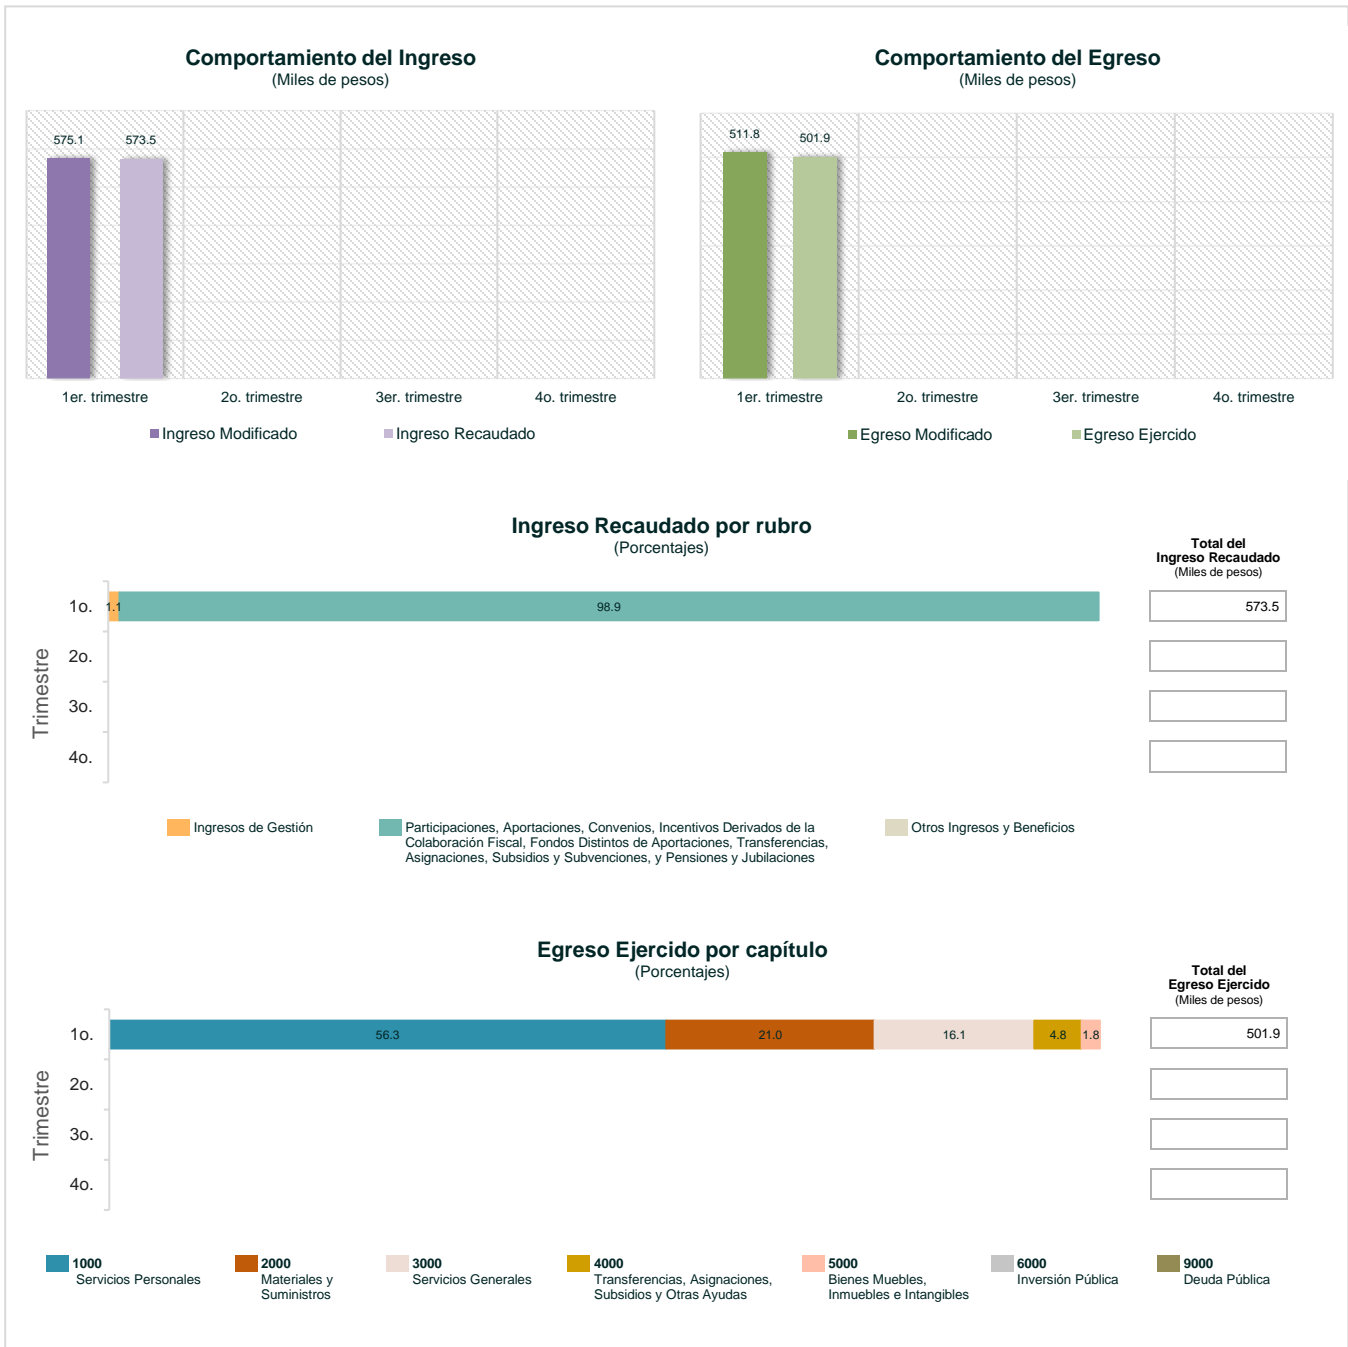 Comportamiento del Ingreso
(Miles de pesos)
575.1
573.5
1er. trimestre
2o. trimestre
3er. trimestre
4o. trimestre
Ingreso Modificado
Ingreso Recaudado
Comportamiento del Egreso
(Miles de pesos)
511.8
501.9
1er. trimestre
2o. trimestre
3er. trimestre
4o. trimestre
Egreso Modificado
Egreso Ejercido
Ingreso Recaudado por rubro
(Porcentajes)
Total del
Ingreso Recaudado
(Miles de pesos)
Trimestre
1o.
1.1
98.9
573.5
2o.
3o.
4o.
Ingresos de Gestión
Participaciones, Aportaciones, Convenios, Incentivos Derivados de la
Colaboración Fiscal, Fondos Distintos de Aportaciones, Transferencias,
Asignaciones, Subsidios y Subvenciones, y Pensiones y Jubilaciones
Otros Ingresos y Beneficios
Egreso Ejercido por capítulo
(Porcentajes)
Total del
Egreso Ejercido
(Miles de pesos)
Trimestre
1o.
56.3
21.0
16.1
4.8
1.8
501.9
2o.
3o.
4o.
1000
Servicios Personales
2000
Materiales y
Suministros
3000
Servicios Generales
4000
Transferencias, Asignaciones,
Subsidios y Otras Ayudas
5000
Bienes Muebles,
Inmuebles e Intangibles
6000
Inversión Pública
9000
Deuda Pública